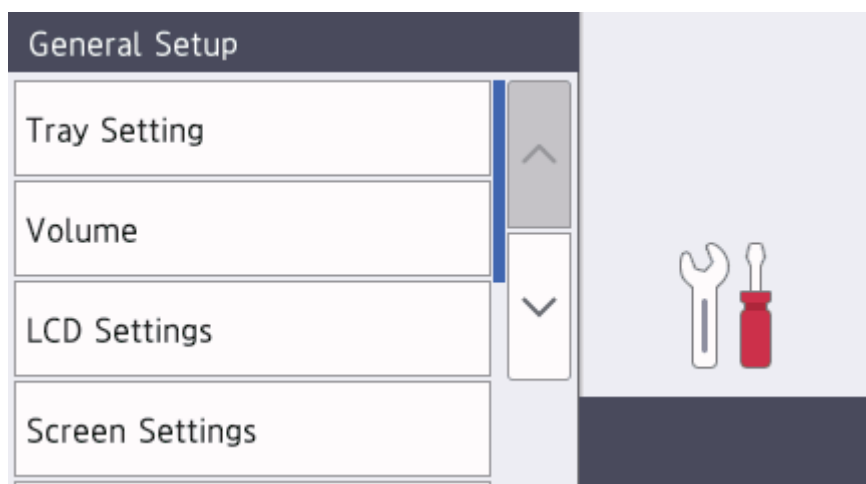 General Setup
Tray Setting
Volume
LCD Settings
Screen Settings